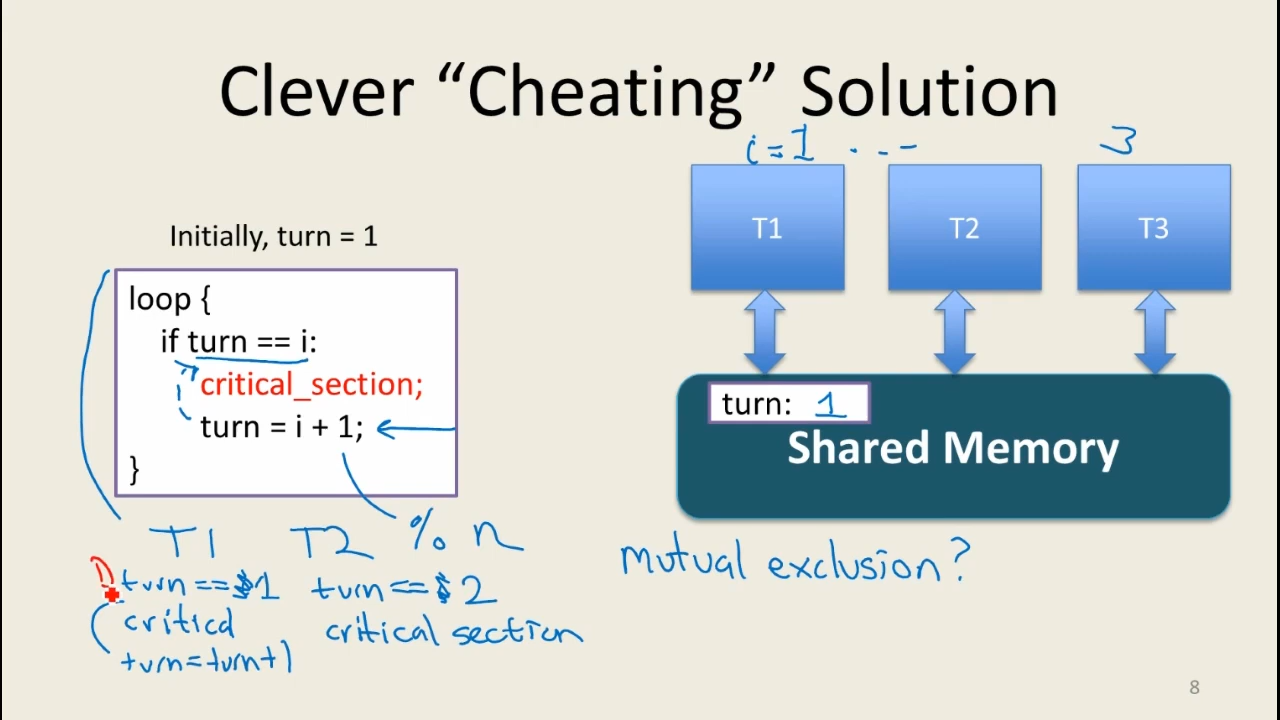 Clever “Cheating” Solution
i=1 . . - 3
T1 T2 T3
Initially, turn = 1
loop {
if turn == i:
critical_section;
turn = i + 1;
}
turn: 1
Shared Memory
T1 T2 % n
turn == 1 turn == 2
critical critical section
turn=turn+1
mutual exclusion?
8